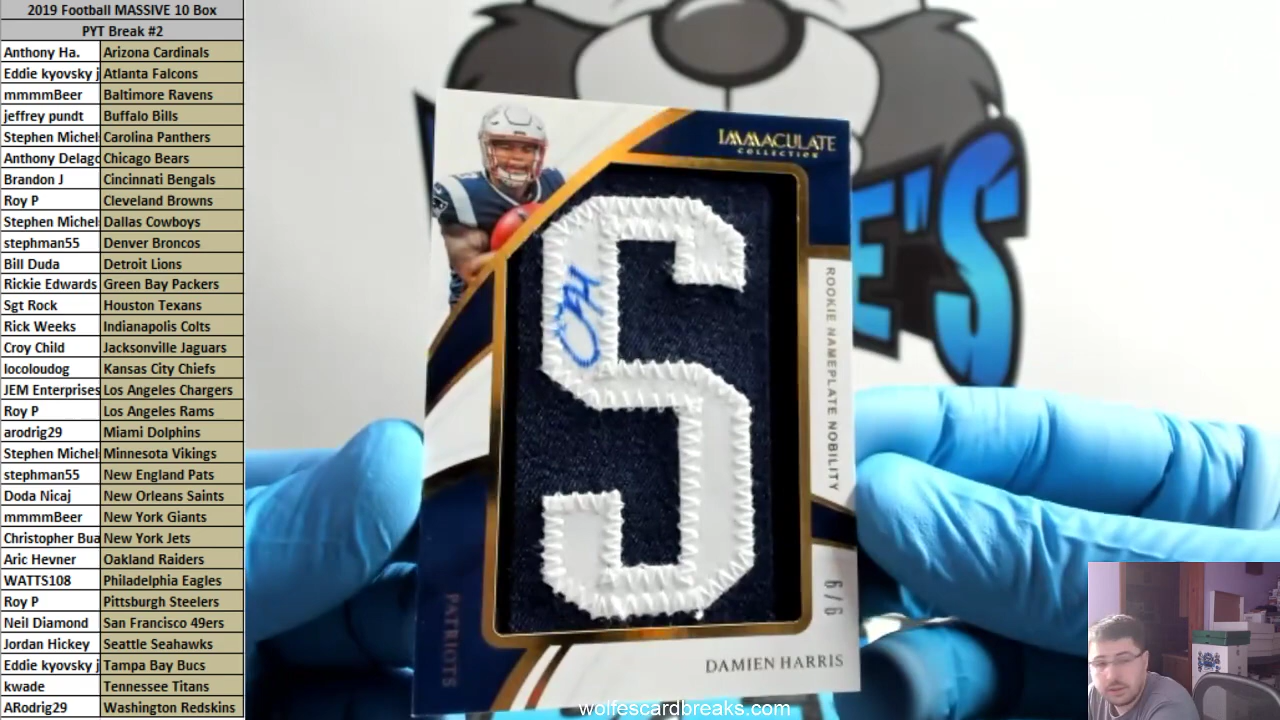 2019 Football MASSIVE 10 Box
PYT Break #2
Anthony Ha. Arizona Cardinals
Eddie kyovsky j Atlanta Falcons
mmmmBeer Baltimore Ravens
jeffrey pundt Buffalo Bills
Stephen Michel Carolina Panthers
Anthony Delago Chicago Bears
Brandon J Cincinnati Bengals
Roy P Cleveland Browns
Stephen Michel Dallas Cowboys
stephman55 Denver Broncos
Bill Duda Detroit Lions
Rickie Edwards Green Bay Packers
Sgt Rock Houston Texans
Rick Weeks Indianapolis Colts
Croy Child Jacksonville Jaguars
locoloudog Kansas City Chiefs
JEM Enterprises Los Angeles Chargers
Roy P Los Angeles Rams
arodrig29 Miami Dolphins
Stephen Michel Minnesota Vikings
stephman55 New England Pats
Doda Nicaj New Orleans Saints
mmmmBeer New York Giants
Christopher Bua New York Jets
Aric Hevner Oakland Raiders
WATTS108 Philadelphia Eagles
Roy P Pittsburgh Steelers
Neil Diamond San Francisco 49ers
Jordan Hickey Seattle Seahawks
Eddie kyovsky j Tampa Bay Bucs
kwade Tennessee Titans
ARodrig29 Washington Redskins
IMMACULATE
COLLECTION
S
ROOKIE NAMEPLATE NOBILITY
6/6
PATRIOTS
DAMIEN HARRIS
E'S
wolfescardbreaks.com